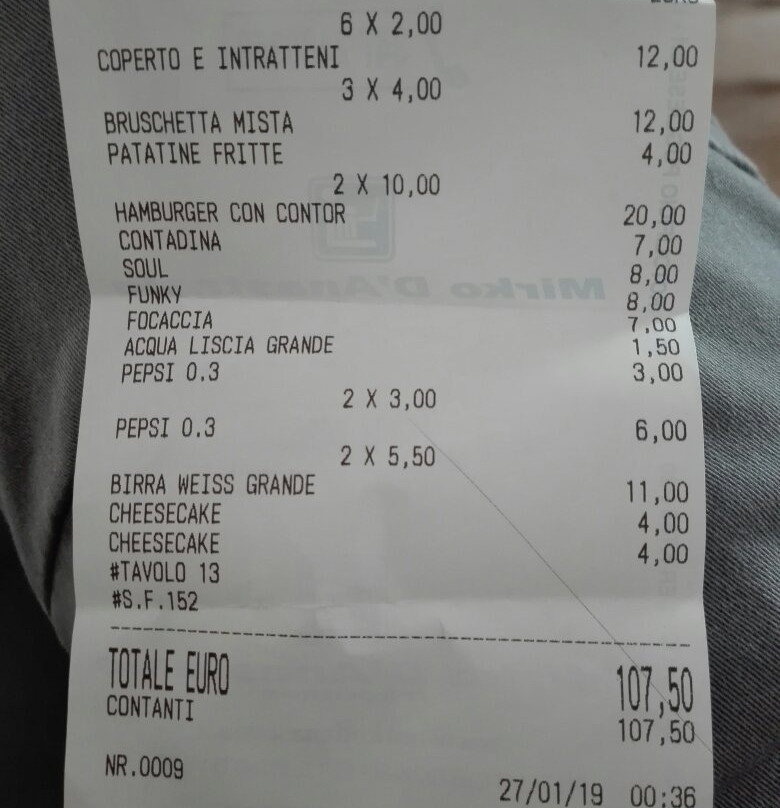 6 X 2,00
COPERTO E INTRATTENI 12,00
3 X 4,00
BRUSCHETTA MISTA 12,00
PATATINE FRITTE 4,00
2 X 10,00
HAMBURGER CON CONTOR 20,00
CONTADINA 7,00
SOUL 8,00
FUNKY 8,00
FOCACCIA 7,00
ACQUA LISCIA GRANDE 1,50
PEPSI 0.3 3,00
2 X 3,00
PEPSI 0.3 6,00
2 X 5,50
BIRRA WEISS GRANDE 11,00
CHEESECAKE 4,00
CHEESECAKE 4,00
#TAVOLO 13
#S.F.152
TOTALE EURO 107,50
CONTANTI 107,50
NR.0009
27/01/19 00:36